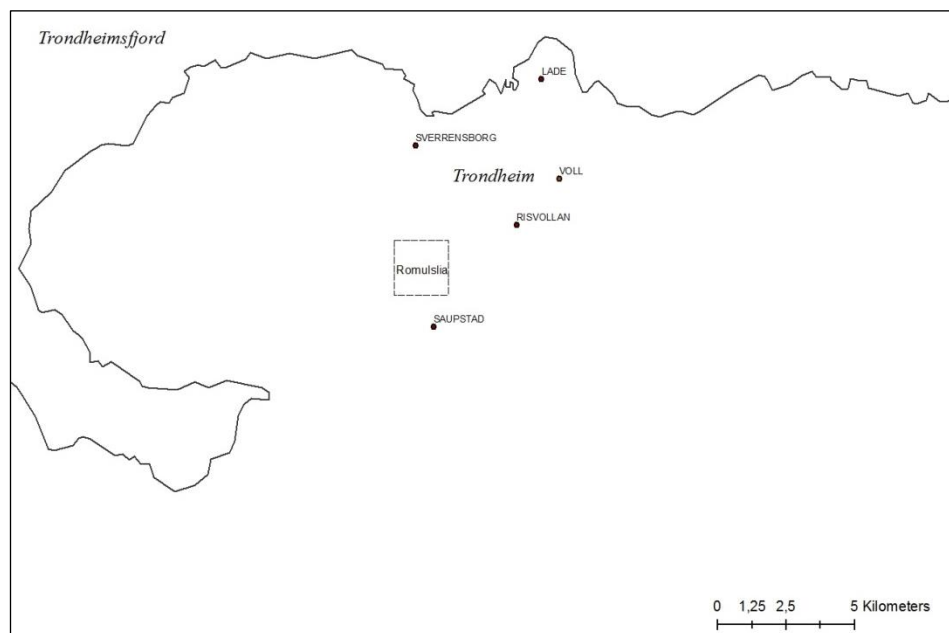 Trondheimsfjord
LADE
SVERRENSBORG
Trondheim
VOLL
RISVOLLAN
Romulslia
SAUPSTAD
0 1,25 2,5 5 Kilometers